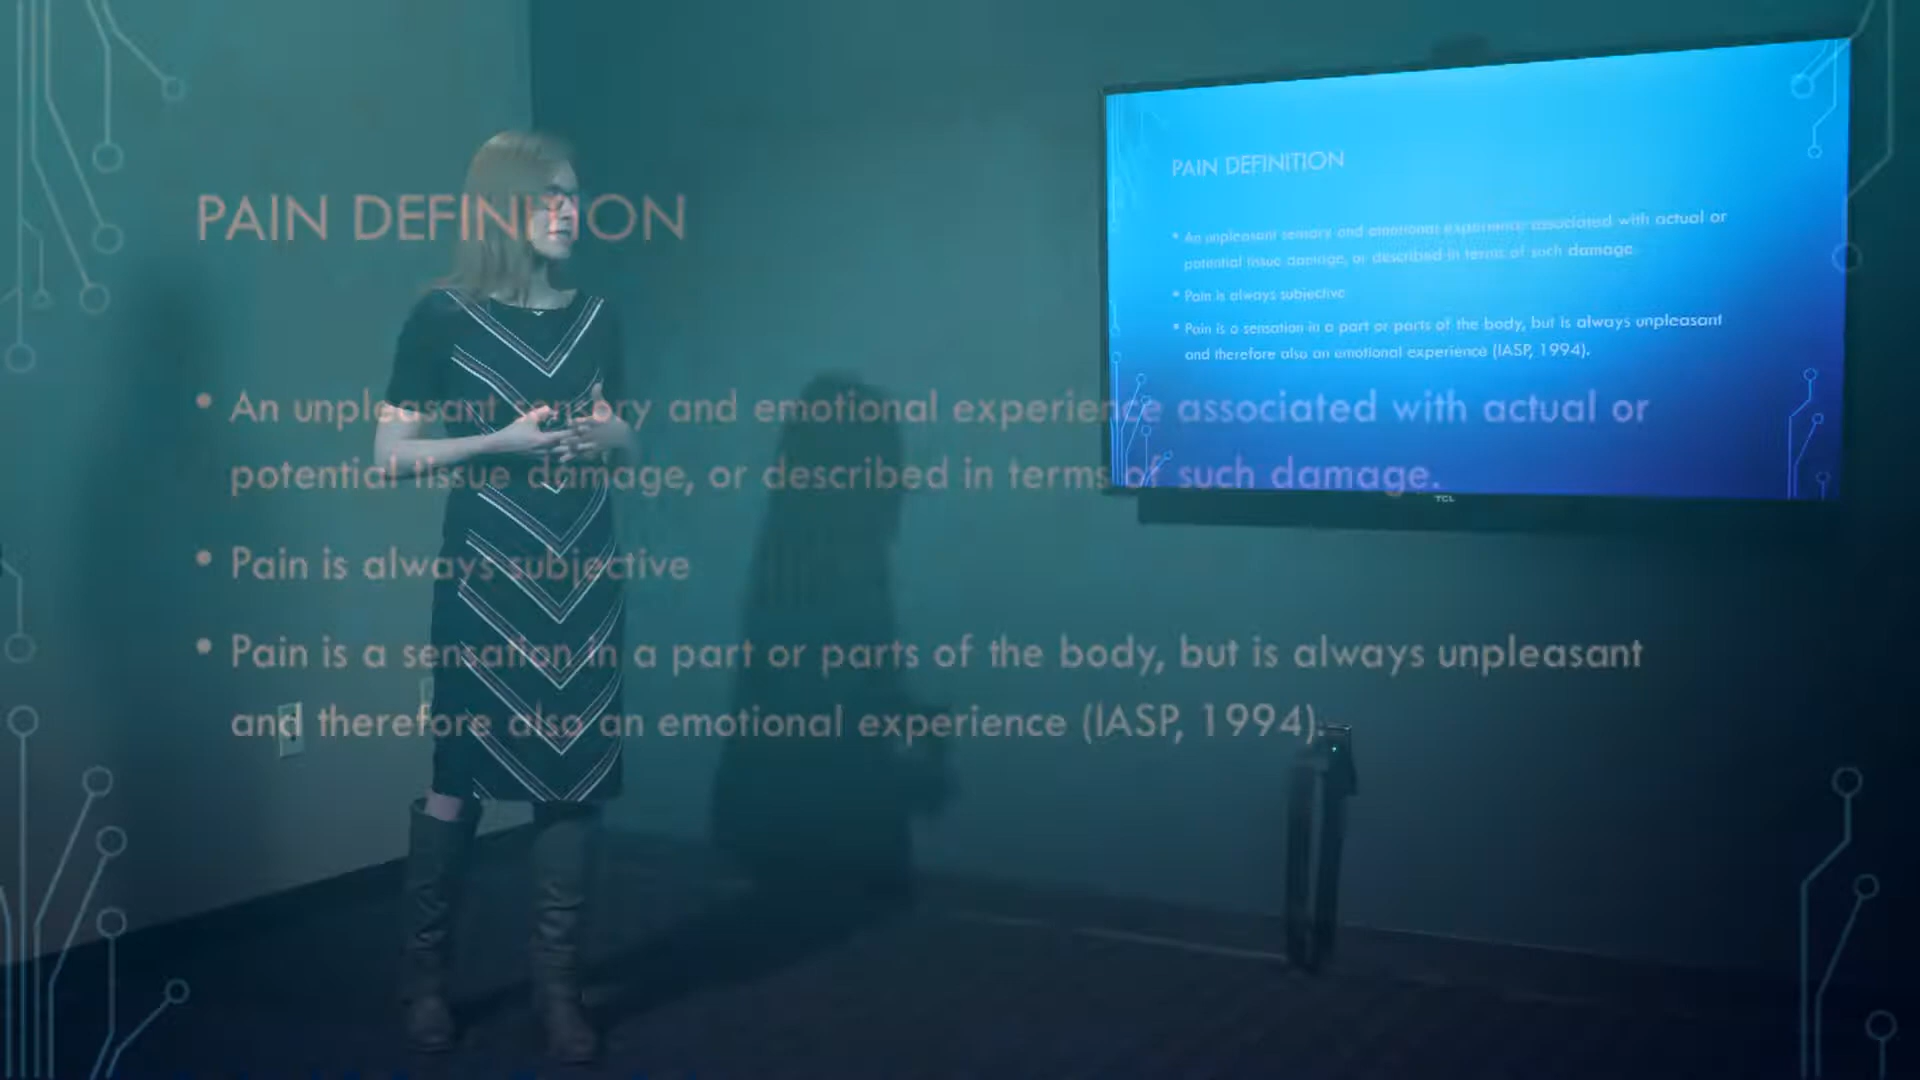 PAIN DEFINITION
• An unpleasant sensory and emotional experience associated with actual or
potential tissue damage, or described in terms of such damage.
• Pain is always subjective
• Pain is a sensation in a part or parts of the body, but is always unpleasant
and therefore also an emotional experience (IASP, 1994).
PAIN DEFINITION
• An unpleasant sensory and emotional experience associated with actual or
potential tissue damage, or described in terms of such damage.
• Pain is always subjective
• Pain is a sensation in a part or parts of the body, but is always unpleasant
and therefore also an emotional experience (IASP, 1994).
TCL